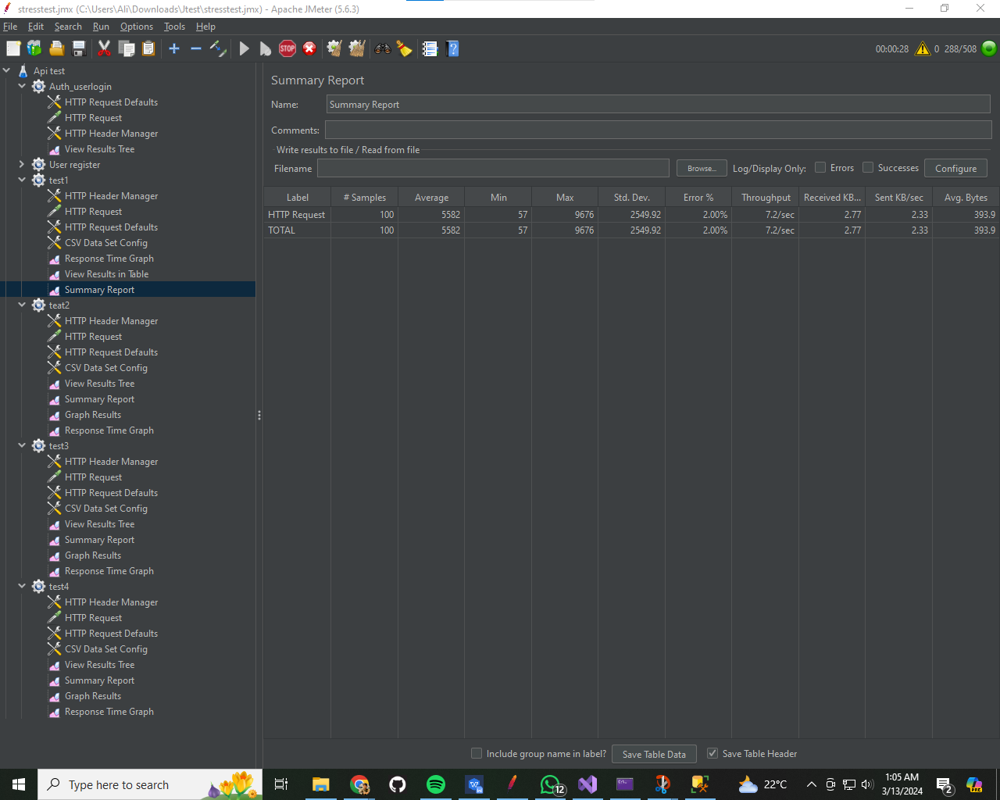 stresstest.jmx (C:\Users\Ali\Downloads\Jtest\stresstest.jmx) - Apache JMeter (5.6.3)
File Edit Search Run Options Tools Help
STOP 00:00:28 0 288/508
Api test
Auth_userlogin
HTTP Request Defaults
HTTP Request
HTTP Header Manager
View Results Tree
User register
test1
HTTP Header Manager
HTTP Request
HTTP Request Defaults
CSV Data Set Config
Response Time Graph
View Results in Table
Summary Report
teat2
HTTP Header Manager
HTTP Request
HTTP Request Defaults
CSV Data Set Config
View Results Tree
Summary Report
Graph Results
Response Time Graph
test3
HTTP Header Manager
HTTP Request
HTTP Request Defaults
CSV Data Set Config
View Results Tree
Summary Report
Graph Results
Response Time Graph
test4
HTTP Header Manager
HTTP Request
HTTP Request Defaults
CSV Data Set Config
View Results Tree
Summary Report
Graph Results
Response Time Graph
Summary Report
Name: Summary Report
Comments:
Write results to file / Read from file
Filename Browse... Log/Display Only: Errors Successes Configure
Label # Samples Average Min Max Std. Dev. Error % Throughput Received KB... Sent KB/sec Avg. Bytes
HTTP Request 100 5582 57 9676 2549.92 2.00% 7.2/sec 2.77 2.33 393.9
TOTAL 100 5582 57 9676 2549.92 2.00% 7.2/sec 2.77 2.33 393.9
Include group name in label? Save Table Data Save Table Header
Type here to search 12 22°C 1:05 AM 2 PRE
3/13/2024